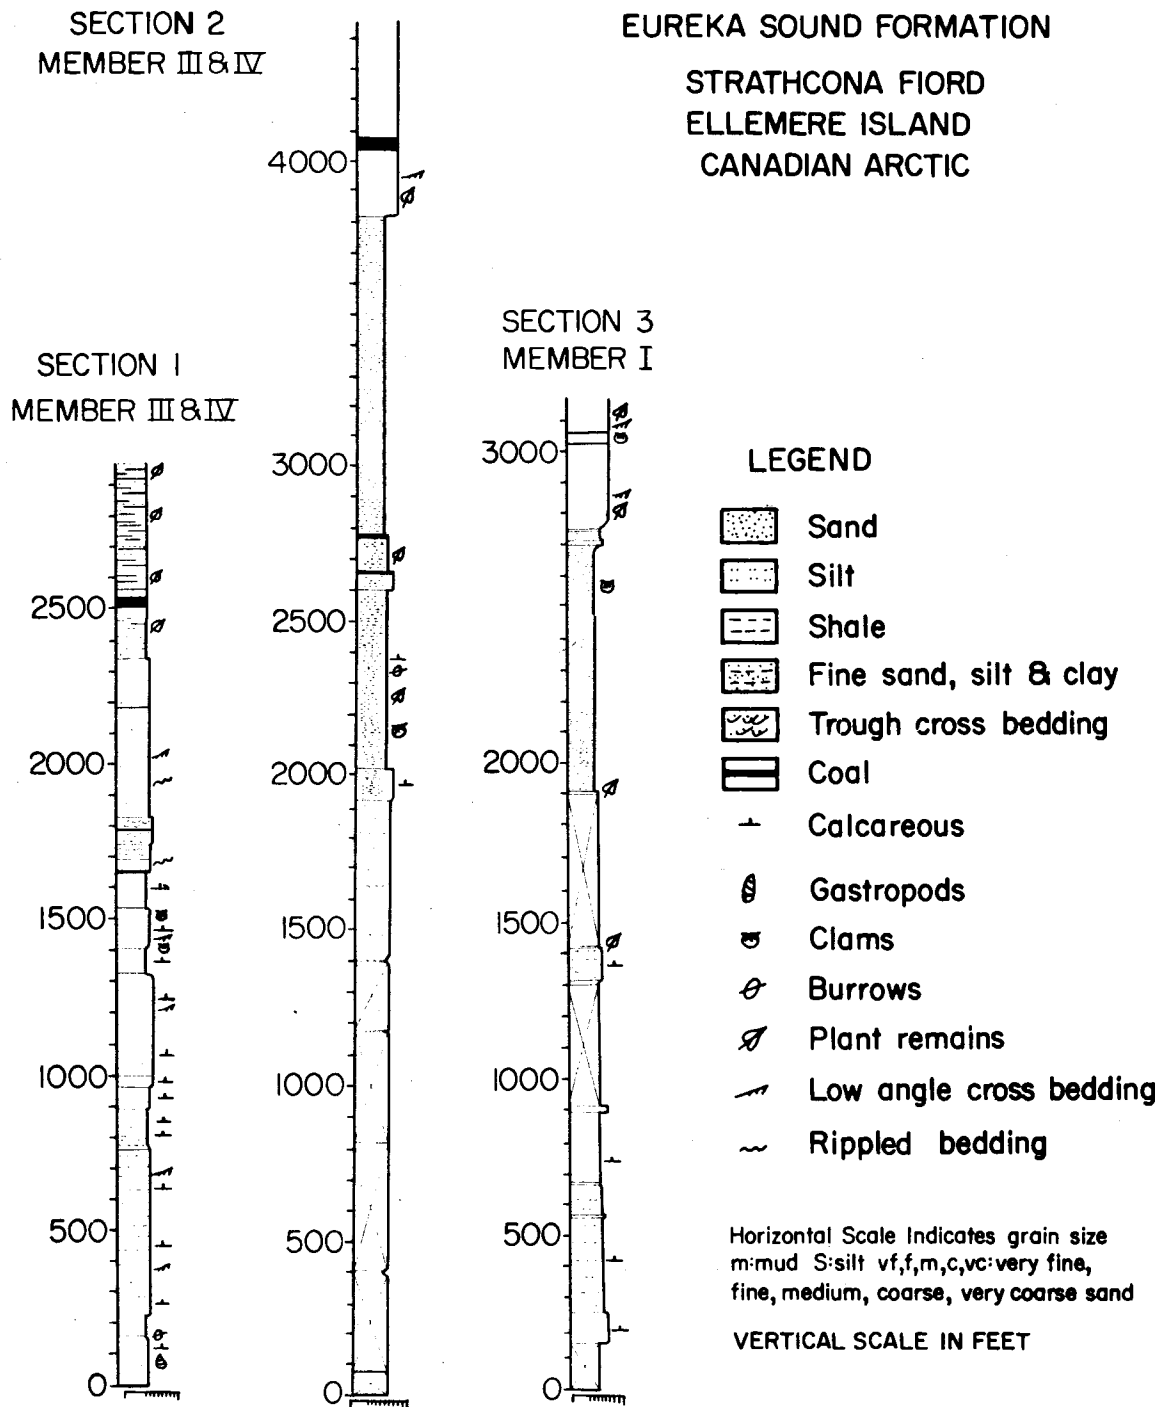 SECTION 2
MEMBER III & IV
EUREKA SOUND FORMATION
STRATHCONA FIORD
ELLEMERE ISLAND
CANADIAN ARCTIC
4000
3000
2500
2000
1500
1000
500
0
SECTION 1
MEMBER III & IV
2500
2000
1500
1000
500
0
SECTION 3
MEMBER I
3000
2000
1500
1000
500
0
LEGEND
Sand
Silt
Shale
Fine sand, silt & clay
Trough cross bedding
Coal
Calcareous
Gastropods
Clams
Burrows
Plant remains
Low angle cross bedding
Rippled bedding
Horizontal Scale Indicates grain size
m:mud S:silt vf,f,m,c,vc:very fine,
fine, medium, coarse, very coarse sand
VERTICAL SCALE IN FEET